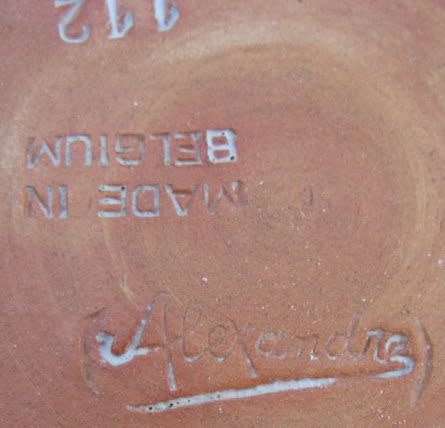 (Alexandre)
MADE IN
BELGIUM
112